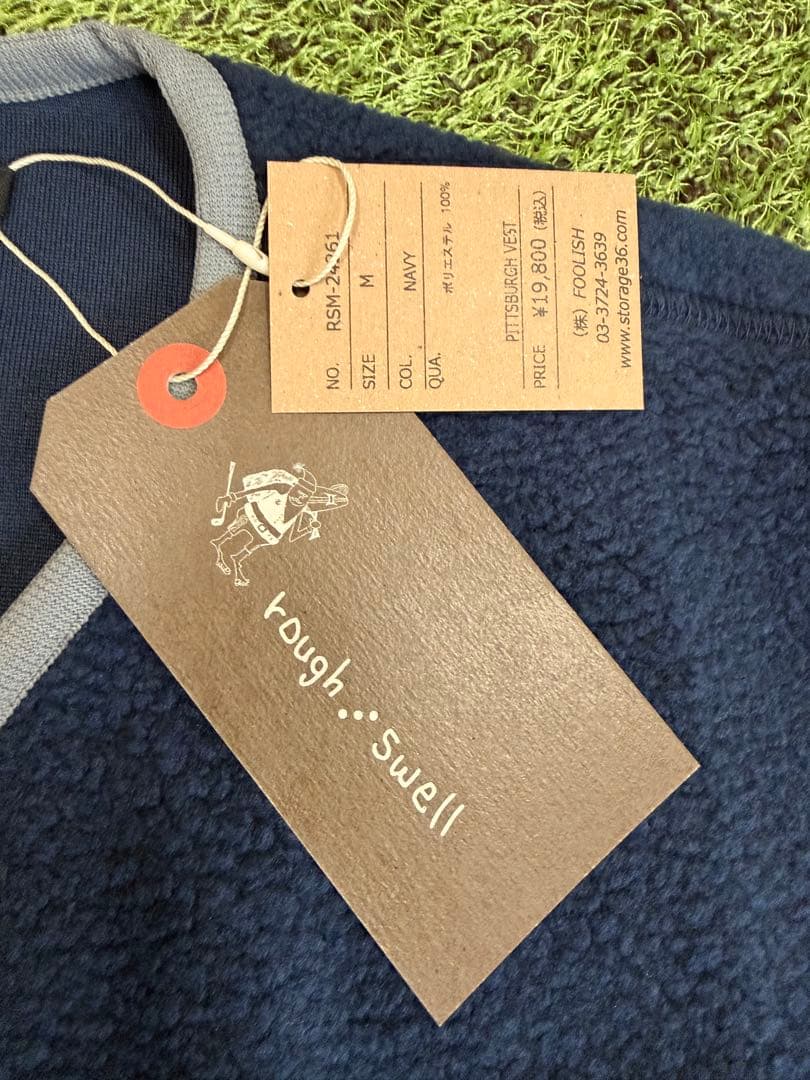 NO. RSM-24261
SIZE M
COL. NAVY
QUA. ポリエステル 100%
PITTSBURGH VEST
PRICE ¥19,800 (税込)
(株) FOOLISH
03-3724-3639
www.storage36.com
rough...swell